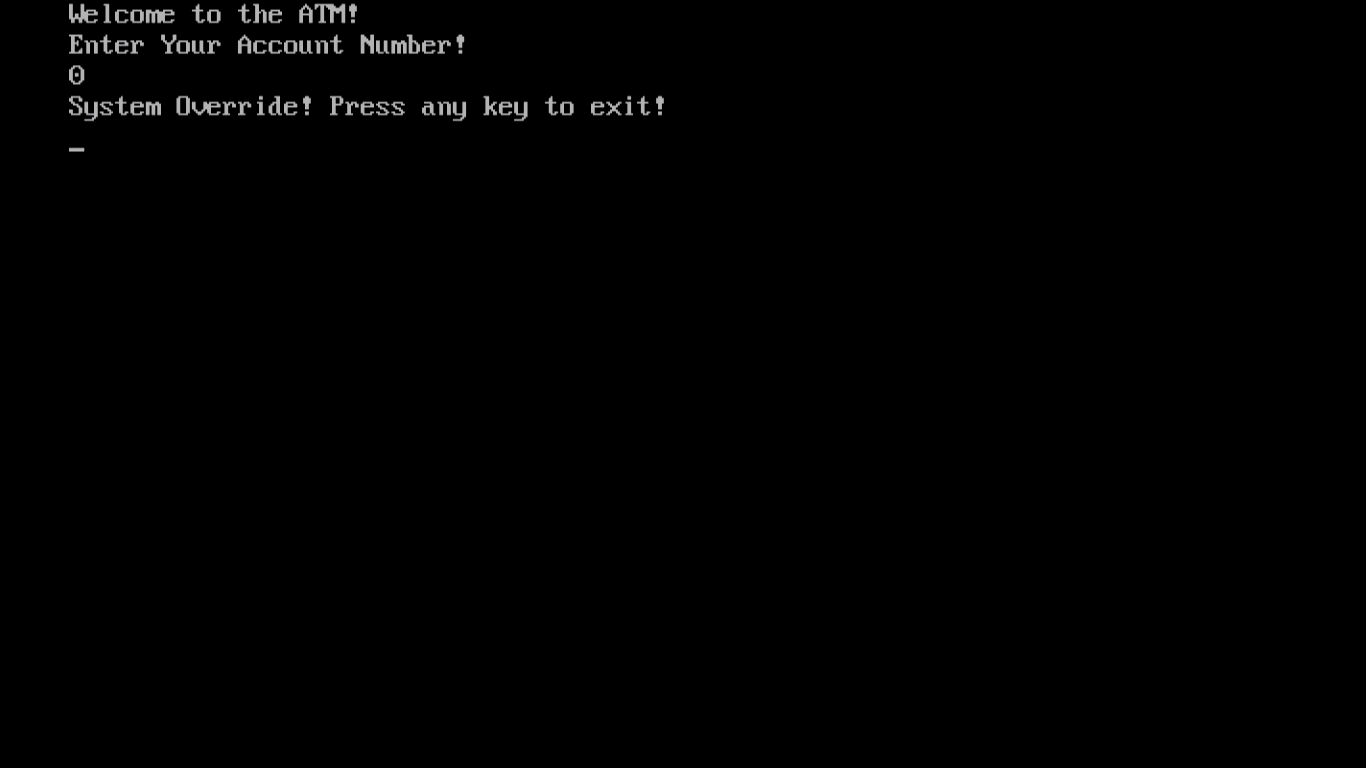 Welcome to the ATM!
Enter Your Account Number!
0
System Override! Press any key to exit!
_